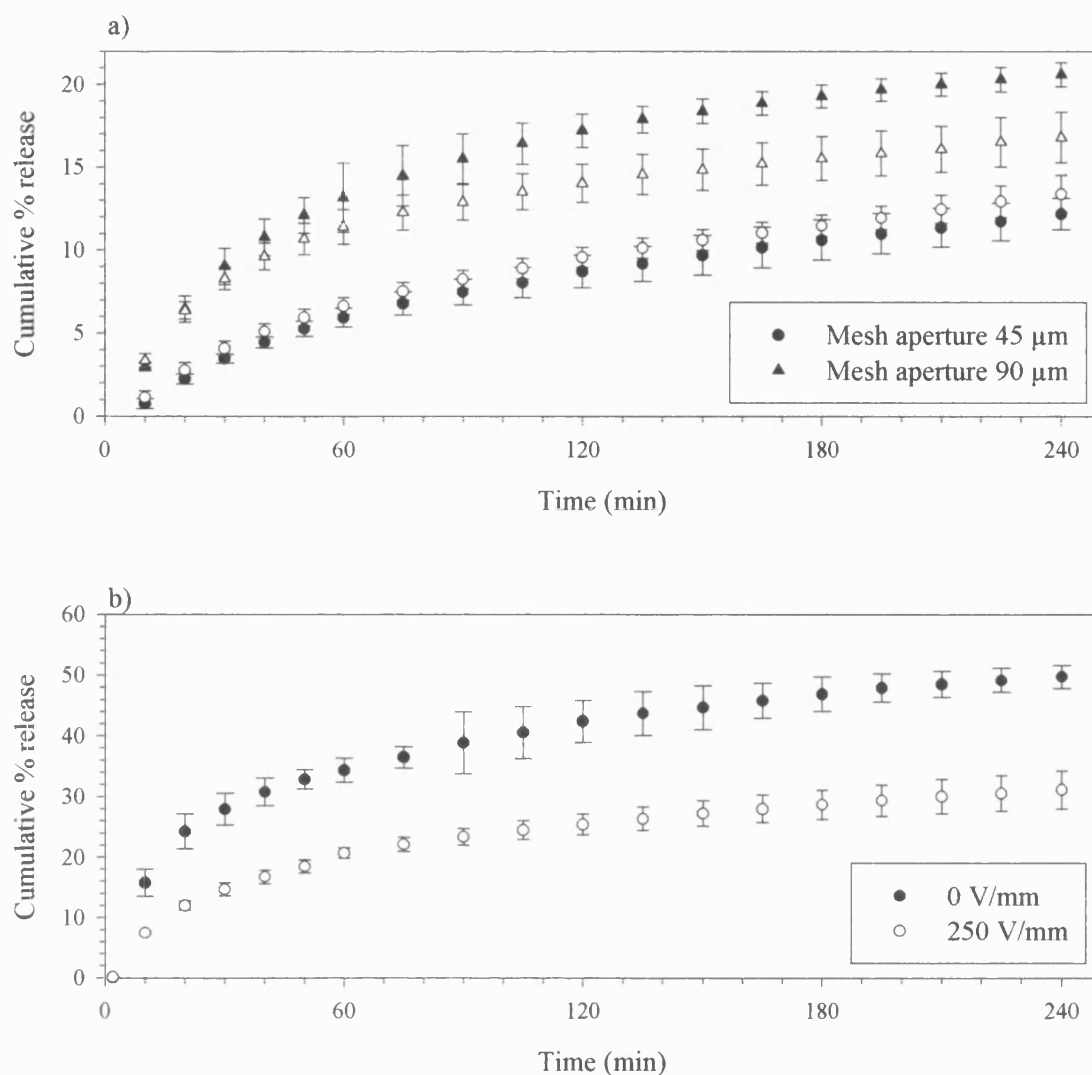 a)
20
15
10
5
0
Cumulative % release
Mesh aperture 45 µm
Mesh aperture 90 µm
0 60 120 180 240
Time (min)
b)
60
50
40
30
20
10
0
Cumulative % release
0 V/mm
250 V/mm
0 60 120 180 240
Time (min)